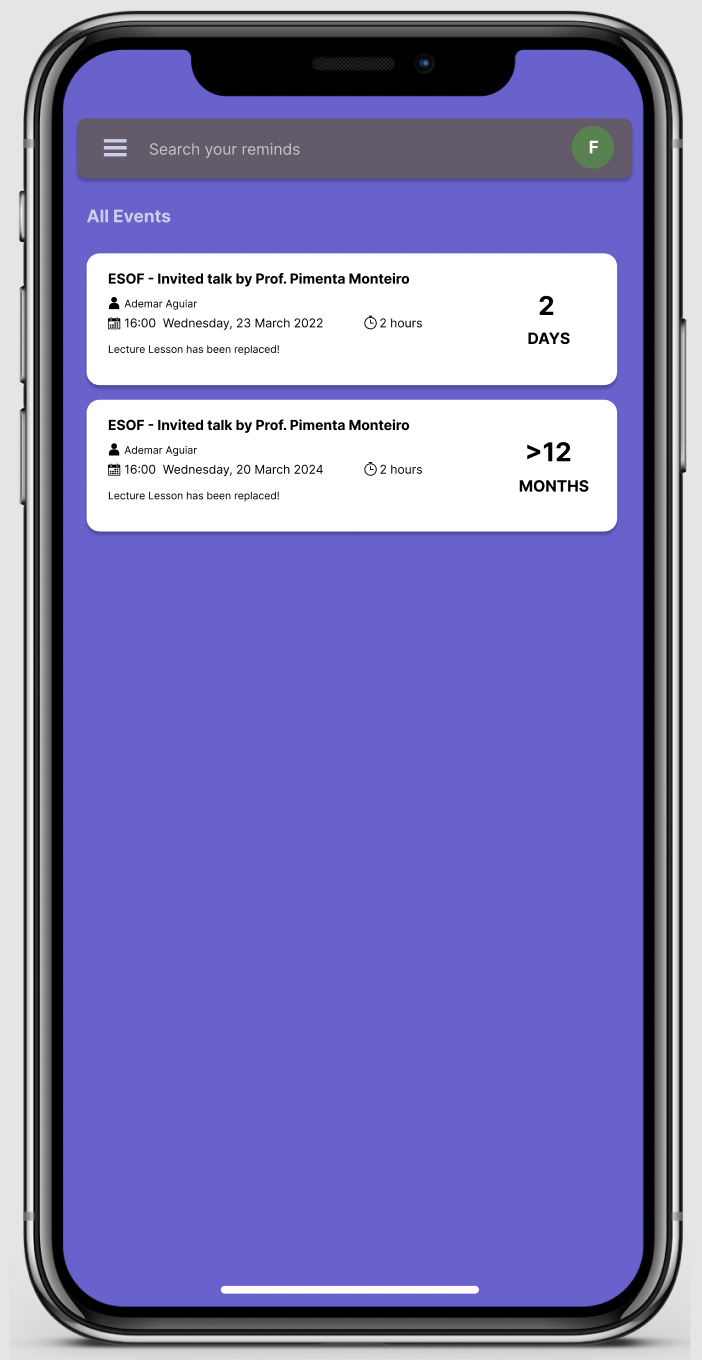 Search your reminds
F
All Events
ESOF - Invited talk by Prof. Pimenta Monteiro
Ademar Aguiar
16:00 Wednesday, 23 March 2022 2 hours
Lecture Lesson has been replaced!
2
DAYS
ESOF - Invited talk by Prof. Pimenta Monteiro
Ademar Aguiar
16:00 Wednesday, 20 March 2024 2 hours
Lecture Lesson has been replaced!
>12
MONTHS